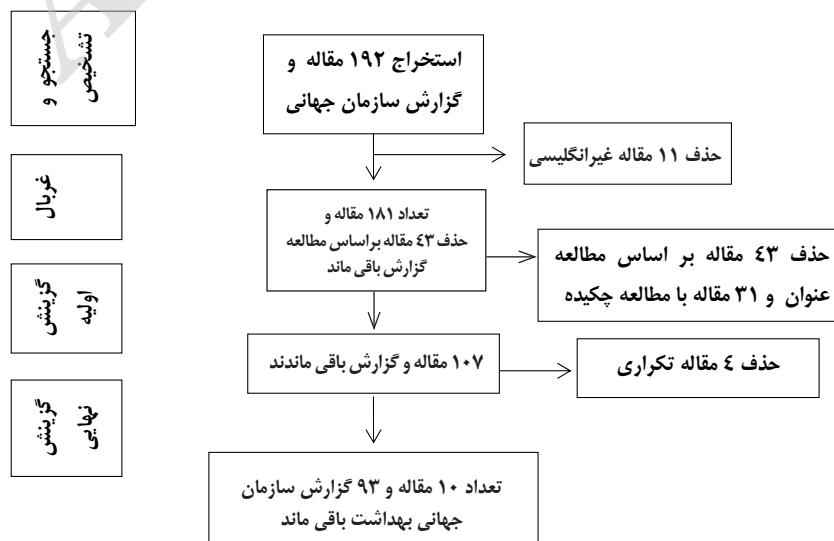 جستجو و
تشخیص
استخراج ۱۹۲ مقاله و
گزارش سازمان جهانی
حذف ۱۱ مقاله غیرانگلیسی
غربال
تعداد ۱۸۱ مقاله و
حذف ٤۳ مقاله براساس مطالعه
گزارش باقی ماند
حذف ٤۳ مقاله بر اساس مطالعه
عنوان و ۳۱ مقاله با مطالعه چکیده
گزینش
اولیه
۱۰۷ مقاله و گزارش باقی ماندند
حذف ٤ مقاله تکراری
گزینش
نهایی
تعداد ۱۰ مقاله و ۹۳ گزارش سازمان
جهانی بهداشت باقی ماند